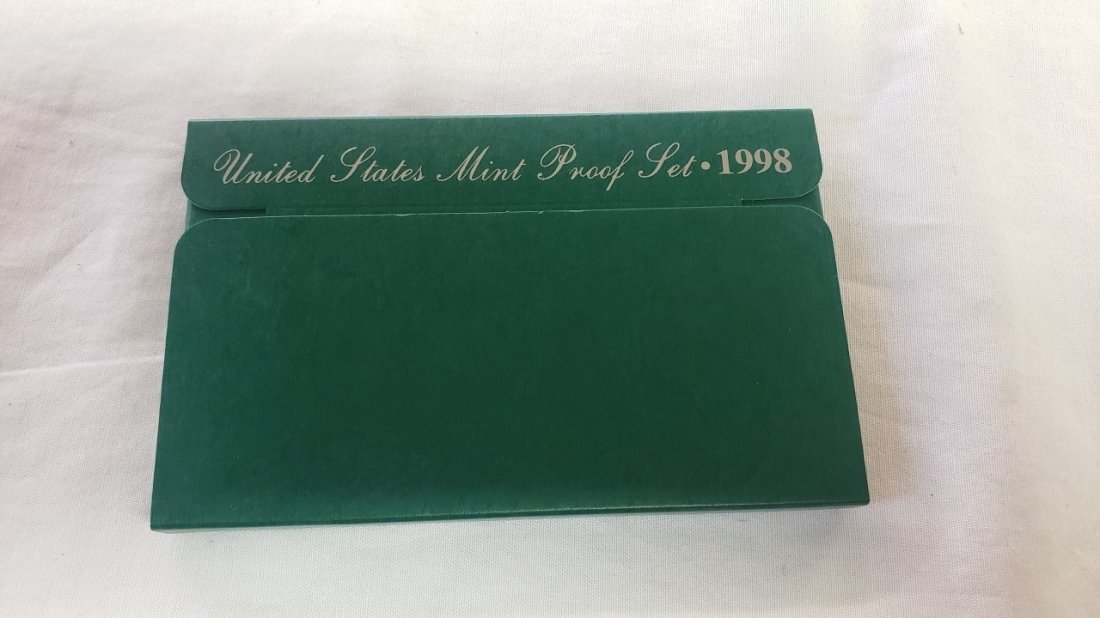 United States Mint Proof Set • 1998